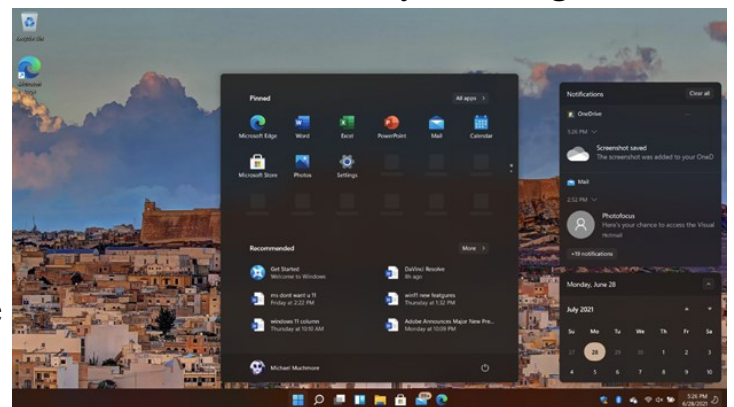 Pinned
All apps >
Microsoft Edge
Word
Excel
PowerPoint
Mail
Calendar
Microsoft Store
Photos
Settings
Recommended
More >
Get Started
Welcome to Windows
DaVinci Resolve
8h ago
ms dont want u 11
Friday at 2:22 PM
win11 new featgures
Thursday at 1:52 PM
windows 11 column
Thursday at 10:10 AM
Adobe Announces Major New Pre...
Monday at 10:09 PM
Michael Muchmore
Notifications
Clear all
OneDrive
5:26 PM
Screenshot saved
The screenshot was added to your OneD
Mail
2:52 PM
Photofocus
Here's your chance to access the Visual
Hotmail
+19 notifications
Monday, June 28
July 2021
Su Mo Tu We Th Fr Sa
27 28 29 30 1 2 3
4 5 6 7 8 9 10
5:26 PM
6/28/2021